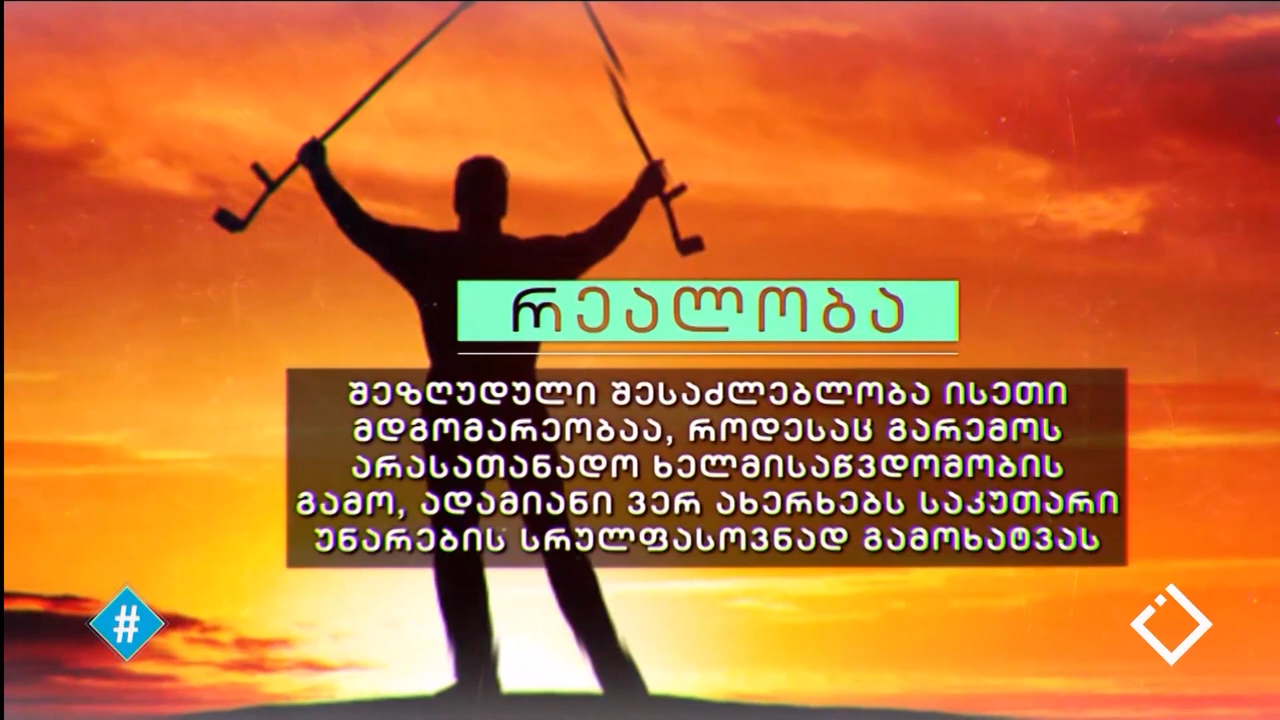 რეალობა
შეზღუდული შესაძლებლობა ისეთი
მდგომარეობაა, როდესაც გარემოს
არასათანადო ხელმისაწვდომობის
გამო, ადამიანი ვერ ახერხებს საკუთარი
უნარების სრულფასოვნად გამოხატვას
#